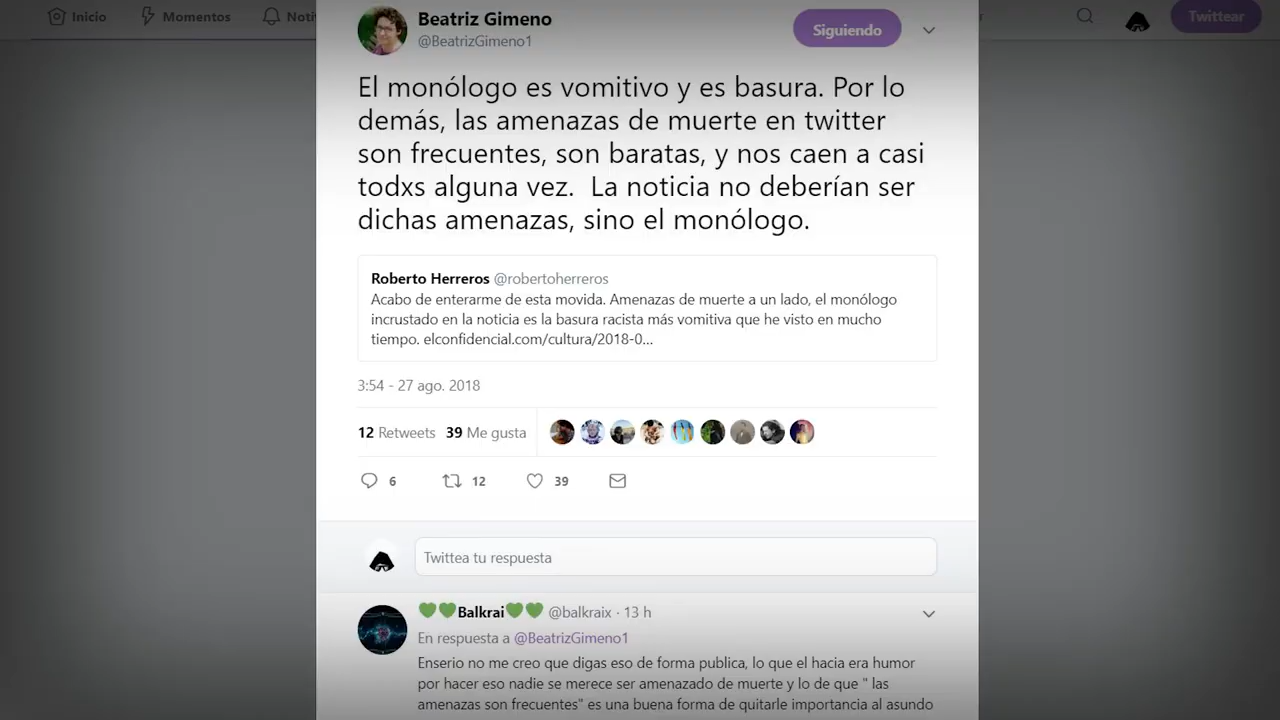 Inicio
Momentos
Noti
Twittear
Beatriz Gimeno
@BeatrizGimeno1
Siguiendo
El monólogo es vomitivo y es basura. Por lo
demás, las amenazas de muerte en twitter
son frecuentes, son baratas, y nos caen a casi
todxs alguna vez.  La noticia no deberían ser
dichas amenazas, sino el monólogo.
Roberto Herreros @robertoherreros
Acabo de enterarme de esta movida. Amenazas de muerte a un lado, el monólogo
incrustado en la noticia es la basura racista más vomitiva que he visto en mucho
tiempo. elconfidencial.com/cultura/2018-0...
3:54 - 27 ago. 2018
12 Retweets 39 Me gusta
6 12 39
Twittea tu respuesta
💚💚Balkrai💚💚 @balkraix · 13 h
En respuesta a @BeatrizGimeno1
Enserio no me creo que digas eso de forma publica, lo que el hacia era humor
por hacer eso nadie se merece ser amenazado de muerte y lo de que " las
amenazas son frecuentes" es una buena forma de quitarle importancia al asundo